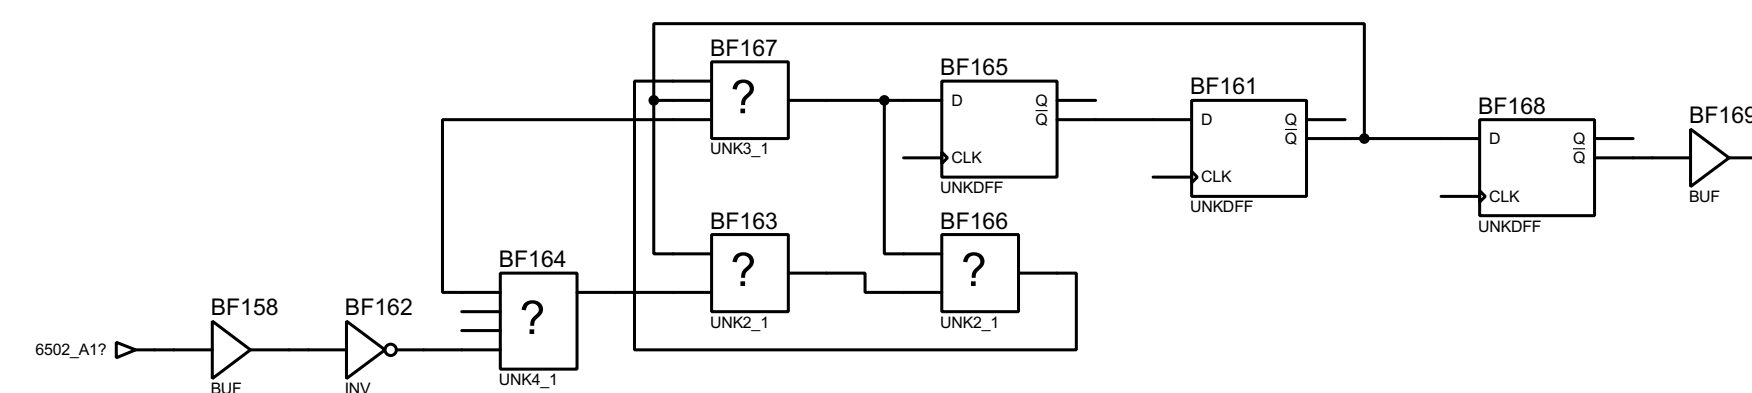 BF167
?
UNK3_1
BF165
D
Q
Q
CLK
UNKDFF
BF161
D
Q
Q
CLK
UNKDFF
BF168
D
Q
Q
CLK
UNKDFF
BF169
BUF
BF163
?
UNK2_1
BF166
?
UNK2_1
BF164
?
UNK4_1
6502_A1?
BF158
BUF
BF162
INV